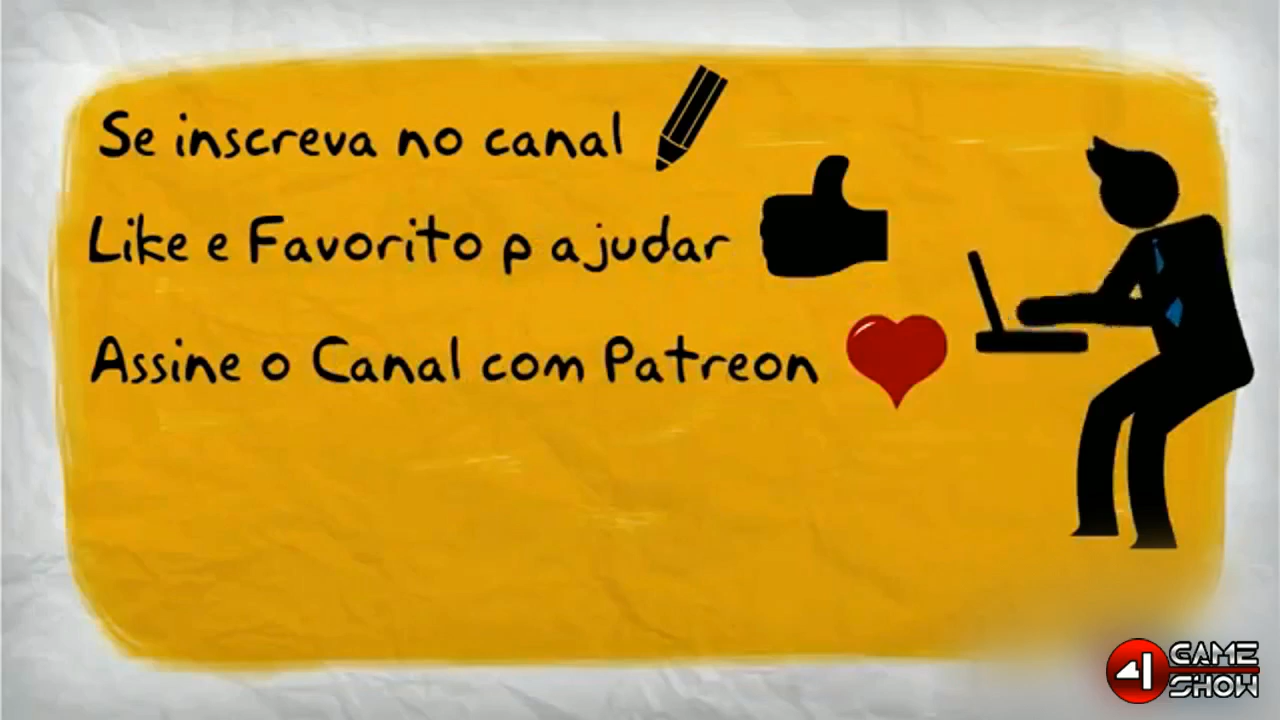 Se inscreva no canal
Like e Favorito p ajudar
Assine o Canal com Patreon
4 GAME
SHOW